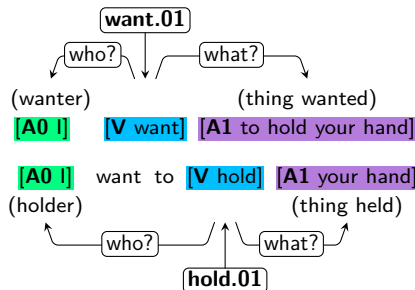 want.01
who? what?
(wanter) (thing wanted)
[A0 I] [V want] [A1 to hold your hand]
[A0 I] want to [V hold] [A1 your hand]
(holder) (thing held)
who? what?
hold.01